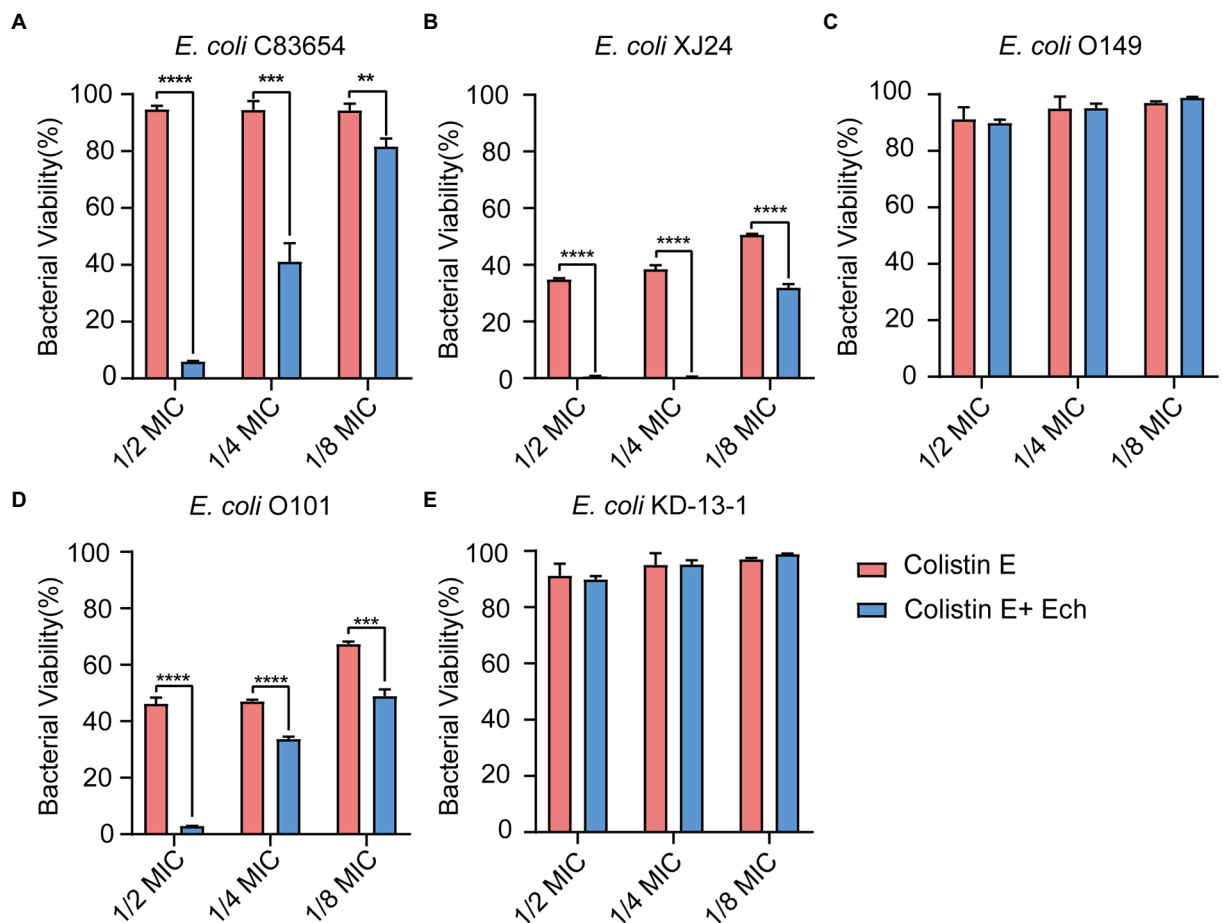 A
E. coli C83654
Bacterial Viability(%)
100
80
60
40
20
0
****
***
**
1/2 MIC
1/4 MIC
1/8 MIC
B
E. coli XJ24
Bacterial Viability(%)
100
80
60
40
20
0
****
****
****
1/2 MIC
1/4 MIC
1/8 MIC
C
E. coli O149
Bacterial Viability(%)
100
80
60
40
20
0
1/2 MIC
1/4 MIC
1/8 MIC
D
E. coli O101
Bacterial Viability(%)
100
80
60
40
20
0
****
****
***
1/2 MIC
1/4 MIC
1/8 MIC
E
E. coli KD-13-1
Bacterial Viability(%)
100
80
60
40
20
0
1/2 MIC
1/4 MIC
1/8 MIC
Colistin E
Colistin E+ Ech